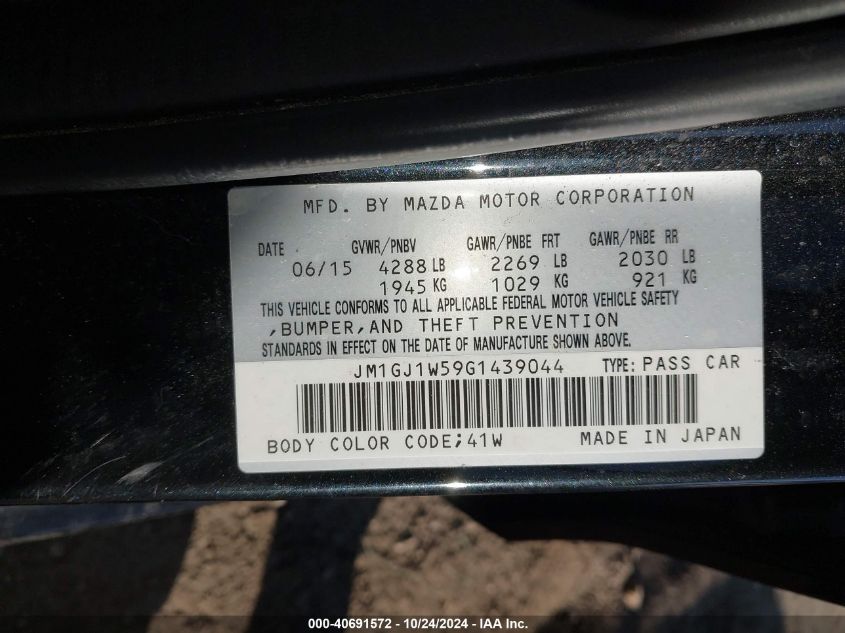 MFD. BY MAZDA MOTOR CORPORATION
DATE GVWR/PNBV GAWR/PNBE FRT GAWR/PNBE RR
06/15 4288 LB 2269 LB 2030 LB
1945 KG 1029 KG 921 KG
THIS VEHICLE CONFORMS TO ALL APPLICABLE FEDERAL MOTOR VEHICLE SAFETY
,BUMPER,AND THEFT PREVENTION
STANDARDS IN EFFECT ON THE DATE OF MANUFACTURE SHOWN ABOVE.
JM1GJ1W59G1439044 TYPE: PASS CAR
BODY COLOR CODE;41W MADE IN JAPAN
000-40691572 - 10/24/2024 - IAA Inc.